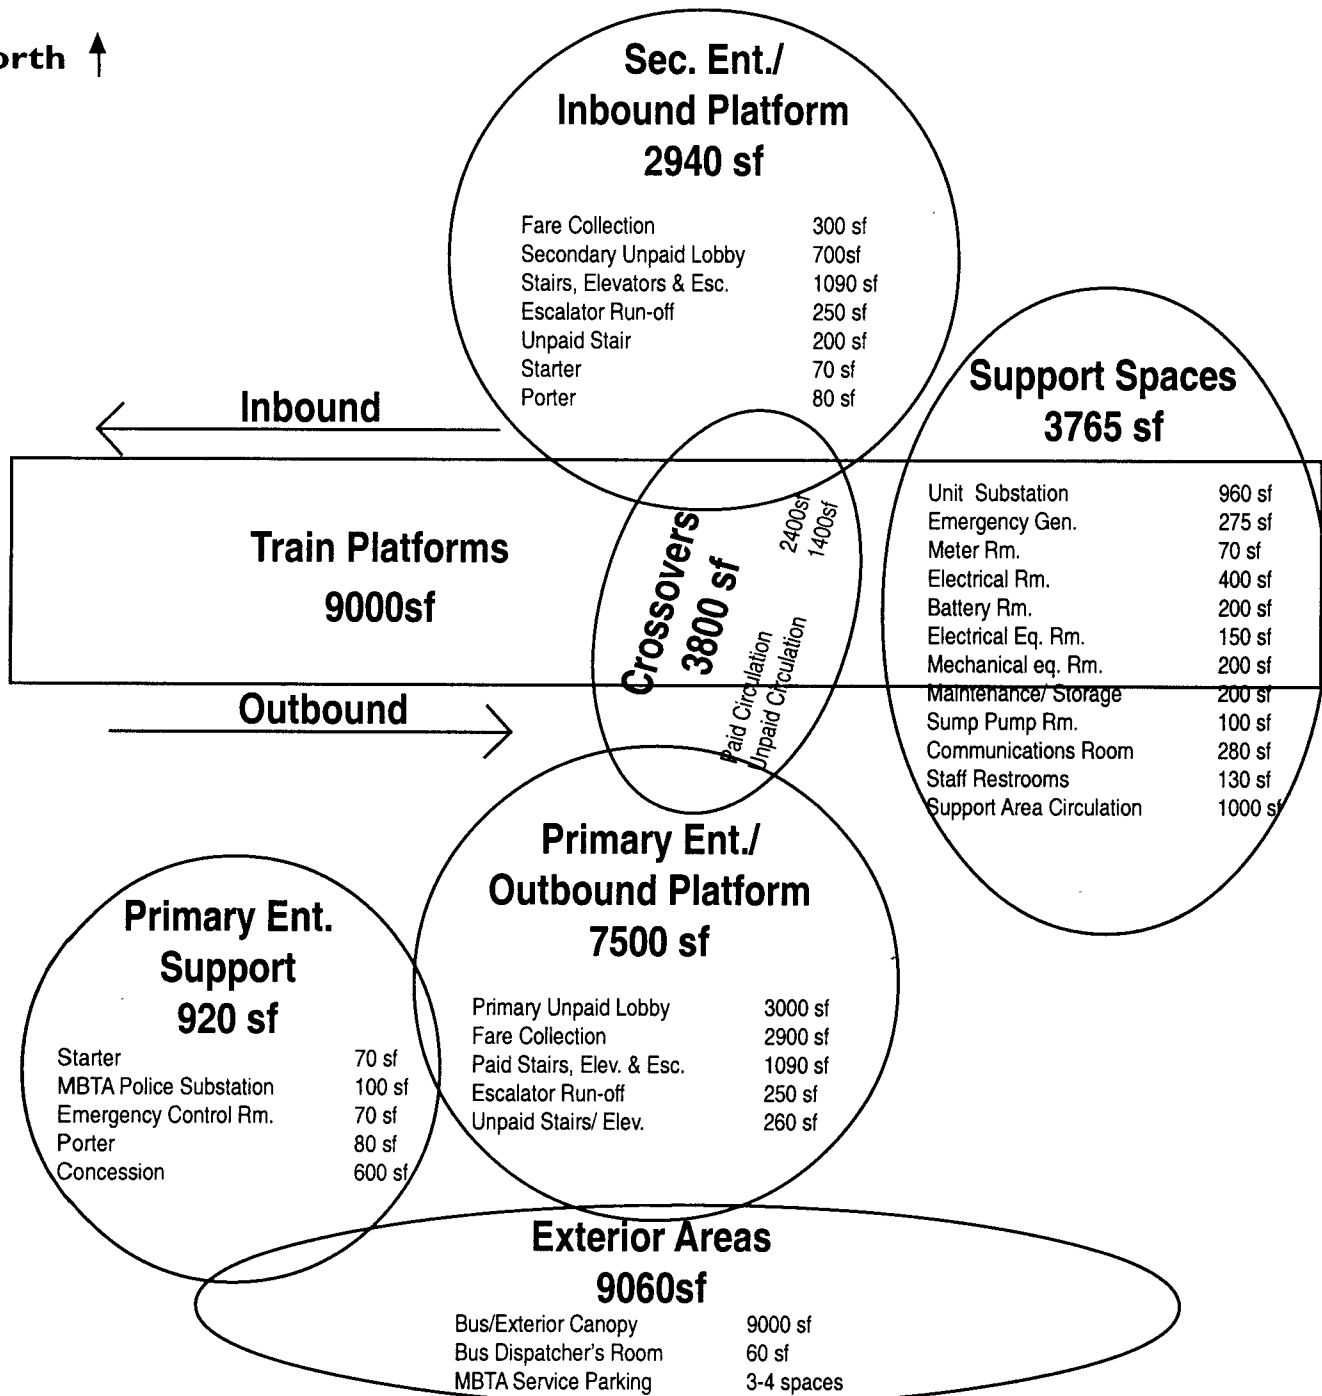 orth
Sec. Ent./
Inbound Platform
2940 sf
Fare Collection 300 sf
Secondary Unpaid Lobby 700sf
Stairs, Elevators & Esc. 1090 sf
Escalator Run-off 250 sf
Unpaid Stair 200 sf
Starter 70 sf
Porter 80 sf
Inbound
Support Spaces
3765 sf
Unit Substation 960 sf
Emergency Gen. 275 sf
Meter Rm. 70 sf
Electrical Rm. 400 sf
Battery Rm. 200 sf
Electrical Eq. Rm. 150 sf
Mechanical eq. Rm. 200 sf
Maintenance/ Storage 200 sf
Sump Pump Rm. 100 sf
Communications Room 280 sf
Staff Restrooms 130 sf
Support Area Circulation 1000 sf
Train Platforms
9000sf
Crossovers
3800 sf
Paid Circulation 2400sf
Unpaid Circulation 1400sf
Outbound
Primary Ent./
Outbound Platform
7500 sf
Primary Unpaid Lobby 3000 sf
Fare Collection 2900 sf
Paid Stairs, Elev. & Esc. 1090 sf
Escalator Run-off 250 sf
Unpaid Stairs/ Elev. 260 sf
Primary Ent.
Support
920 sf
Starter 70 sf
MBTA Police Substation 100 sf
Emergency Control Rm. 70 sf
Porter 80 sf
Concession 600 sf
Exterior Areas
9060sf
Bus/Exterior Canopy 9000 sf
Bus Dispatcher's Room 60 sf
MBTA Service Parking 3-4 spaces